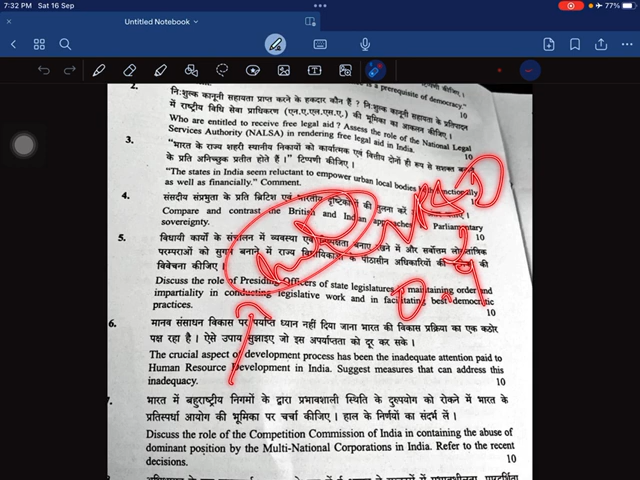 7:32 PM Sat 16 Sep
77%
Untitled Notebook
is a prerequisite of democracy."
टिप्पणी कीजिए।
2.
निःशुल्क कानूनी सहायता प्राप्त करने के हकदार कौन हैं ? निःशुल्क कानूनी सहायता के प्रतिपादन
में राष्ट्रीय विधि सेवा प्राधिकरण (एन.ए.एल.एस.ए.) की भूमिका का आकलन कीजिए।
Who are entitled to receive free legal aid? Assess the role of the National Legal
Services Authority (NALSA) in rendering free legal aid in India. 10
3. "भारत के राज्य शहरी स्थानीय निकायों को कार्यात्मक एवं वित्तीय दोनों ही रूप से सशक्त बनाने
के प्रति अनिच्छुक प्रतीत होते हैं।" टिप्पणी कीजिए।
"The states in India seem reluctant to empower urban local bodies both functionally
as well as financially." Comment. 10
4. संसदीय संप्रभुता के प्रति ब्रिटिश एवं भारतीय दृष्टिकोणों की तुलना करें
Compare and contrast the British and Indian approaches Parliamentary
sovereignty. 10
5. विधायी कार्यों के संचालन में व्यवस्था एवं निष्पक्षता बनाए रखने में और सर्वोत्तम लोकतांत्रिक
परम्पराओं को सुगम बनाने में राज्य विधायिकाओं के पीठासीन अधिकारियों की भूमिका की
विवेचना कीजिए।
Discuss the role of Presiding Officers of state legislatures maintaining order and
impartiality in conducting legislative work and in facilitating best democratic
practices. 10
6. मानव संसाधन विकास पर पर्याप्त ध्यान नहीं दिया जाना भारत की विकास प्रक्रिया का एक कठोर
पक्ष रहा है। ऐसे उपाय सुझाइए जो इस अपर्याप्तता को दूर कर सके।
The crucial aspect of development process has been the inadequate attention paid to
Human Resource Development in India. Suggest measures that can address this
inadequacy. 10
भारत में बहुराष्ट्रीय निगमों के द्वारा प्रभावशाली स्थिति के दुरुपयोग को रोकने में भारत के
प्रतिस्पर्धा आयोग की भूमिका पर चर्चा कीजिए। हाल के निर्णयों का संदर्भ लें।
Discuss the role of the Competition Commission of India in containing the abuse of
dominant position by the Multi-National Corporations in India. Refer to the recent
decisions. 10